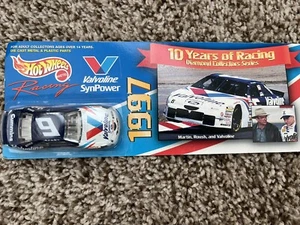 FOR ADULT COLLECTORS AGES OVER 14 YEARS.
DIE CAST METAL & PLASTIC PARTS
HOT WHEELS
Racing
Valvoline
SynPower
1997
10 Years of Racing
Diamond Collectors Series
Martin, Roush, and Valvoline
6